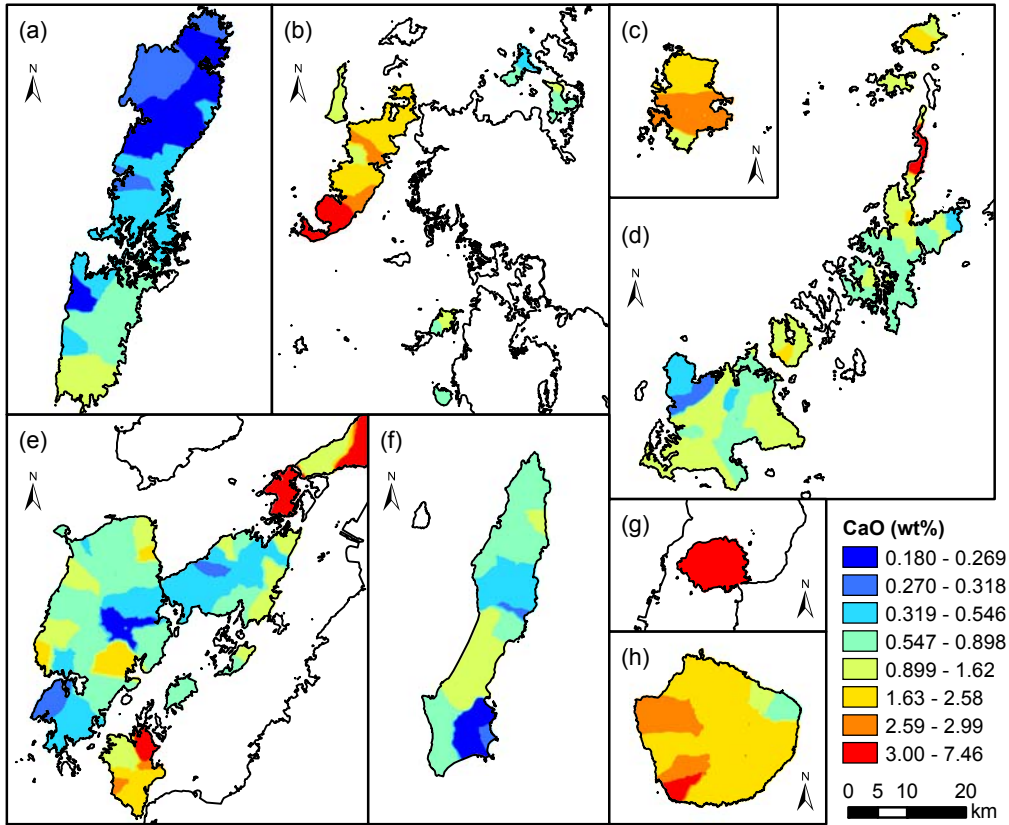 (a)
N
(b)
N
(c)
N
(d)
N
(e)
N
(f)
N
(g)
N
(h)
N
CaO (wt%)
0.180 - 0.269
0.270 - 0.318
0.319 - 0.546
0.547 - 0.898
0.899 - 1.62
1.63 - 2.58
2.59 - 2.99
3.00 - 7.46
0 10 20
km